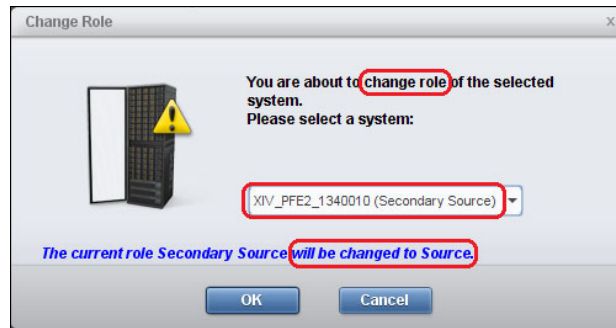 Change Role
x
You are about to change role of the selected
system.
Please select a system:
XIV_PFE2_1340010 (Secondary Source)
The current role Secondary Source will be changed to Source.
OK
Cancel